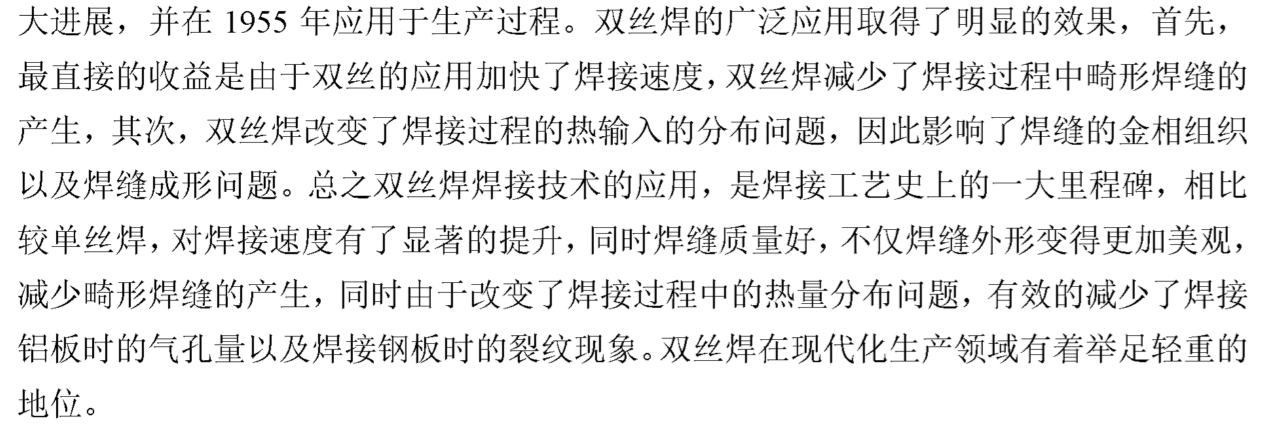 大进展，并在 1955 年应用于生产过程。双丝焊的广泛应用取得了明显的效果，首先，
最直接的收益是由于双丝的应用加快了焊接速度，双丝焊减少了焊接过程中畸形焊缝的
产生，其次，双丝焊改变了焊接过程的热输入的分布问题，因此影响了焊缝的金相组织
以及焊缝成形问题。总之双丝焊焊接技术的应用，是焊接工艺史上的一大里程碑，相比
较单丝焊，对焊接速度有了显著的提升，同时焊缝质量好，不仅焊缝外形变得更加美观，
减少畸形焊缝的产生，同时由于改变了焊接过程中的热量分布问题，有效的减少了焊接
铝板时的气孔量以及焊接钢板时的裂纹现象。双丝焊在现代化生产领域有着举足轻重的
地位。